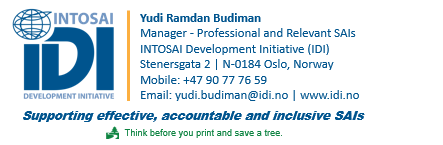 INTOSAI
IDI
DEVELOPMENT INITIATIVE
Yudi Ramdan Budiman
Manager - Professional and Relevant SAIs
INTOSAI Development Initiative (IDI)
Stenersgata 2 | N-0184 Oslo, Norway
Mobile: +47 90 77 76 59
Email: yudi.budiman@idi.no | www.idi.no
Supporting effective, accountable and inclusive SAIs
Think before you print and save a tree.